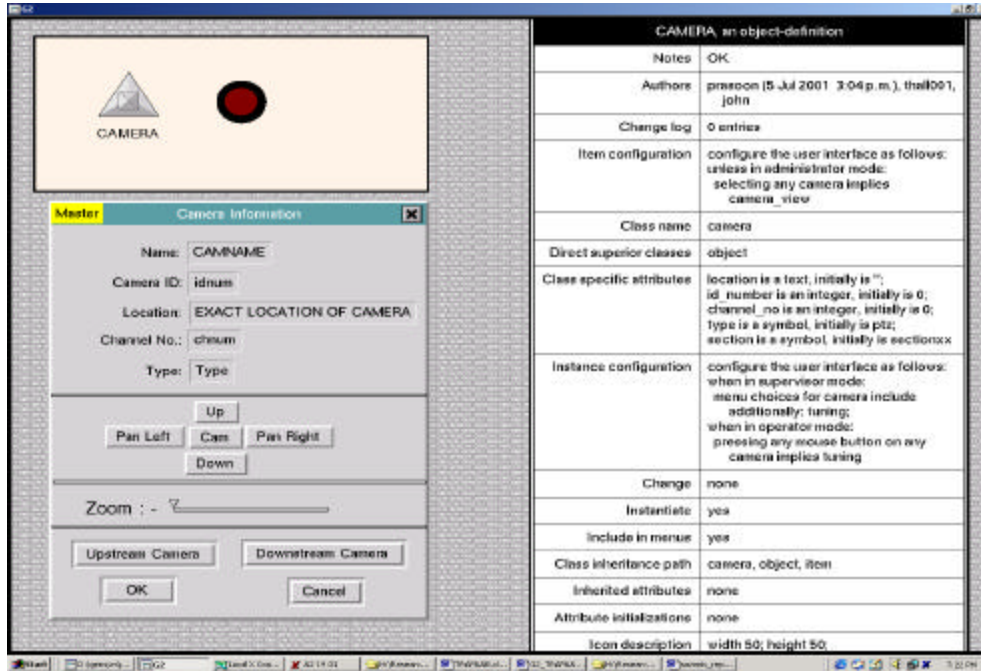 G2
CAMERA
Master Camera Information
Name: CAMNAME
Camera ID: idnum
Location: EXACT LOCATION OF CAMERA
Channel No.: chnum
Type: Type
Up
Pan Left Cam Pan Right
Down
Zoom : -
Upstream Camera Downstream Camera
OK Cancel
CAMERA, an object-definition
Notes OK
Authors prasoon (5 Jul 2001 3:04 p.m.), thall001,
john
Change log 0 entries
Item configuration configure the user interface as follows:
unless in administrator mode:
selecting any camera implies
camera_view
Class name camera
Direct superior classes object
Class specific attributes location is a text, initially is "";
id_number is an integer, initially is 0;
channel_no is an integer, initially is 0;
type is a symbol, initially is ptz;
section is a symbol, initially is sectionxx
Instance configuration configure the user interface as follows:
when in supervisor mode:
menu choices for camera include
additionally: tuning;
when in operator mode:
pressing any mouse button on any
camera implies tuning
Change none
Instantiate yes
Include in menus yes
Class inheritance path camera, object, item
Inherited attributes none
Attribute initializations none
Icon description width 50; height 50;
Start G2